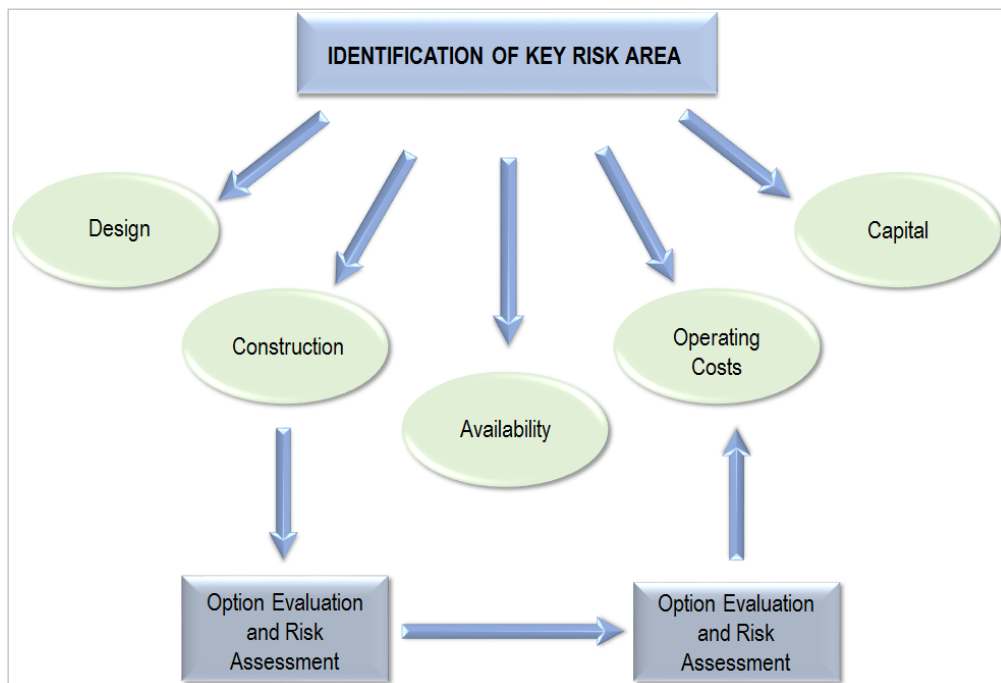 IDENTIFICATION OF KEY RISK AREA
Design
Capital
Construction
Operating
Costs
Availability
Option Evaluation
and Risk
Assessment
Option Evaluation
and Risk
Assessment